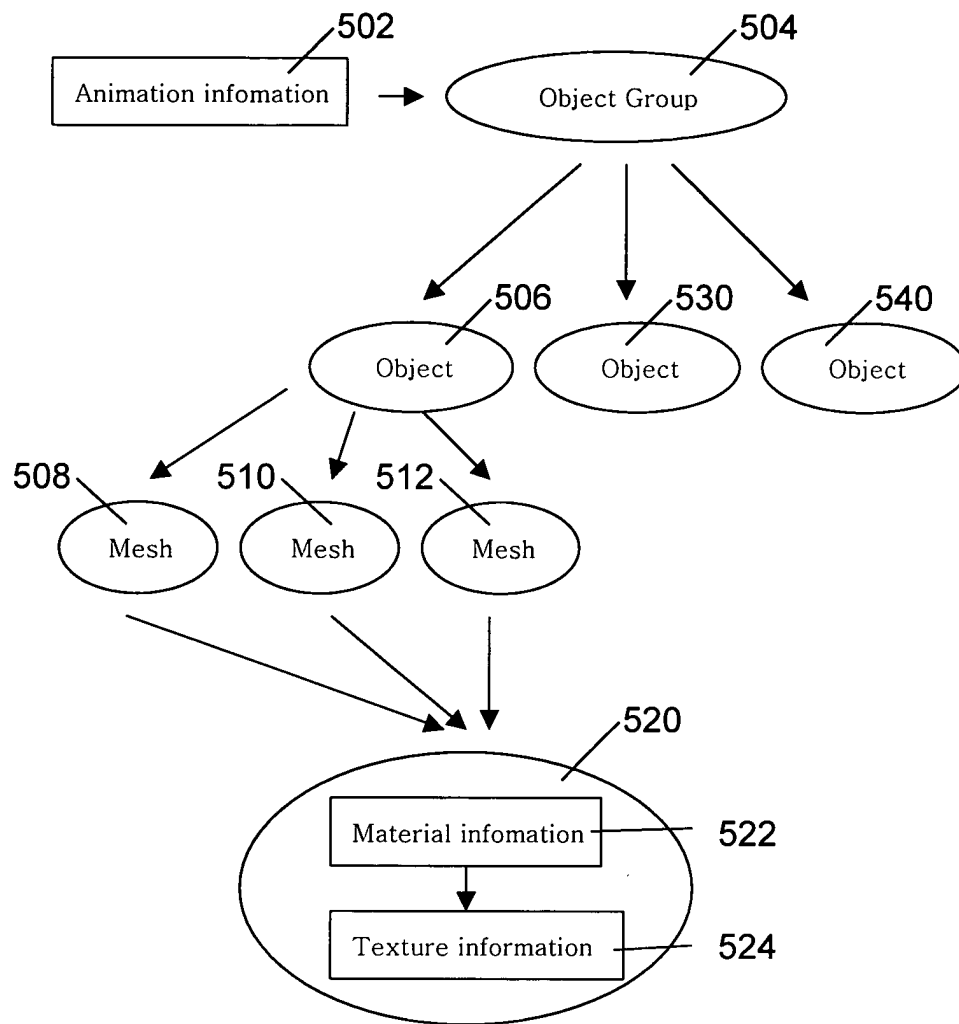 502
504
Animation infomation
Object Group
506
530
540
Object
Object
Object
508
510
512
Mesh
Mesh
Mesh
520
Material infomation
522
Texture information
524